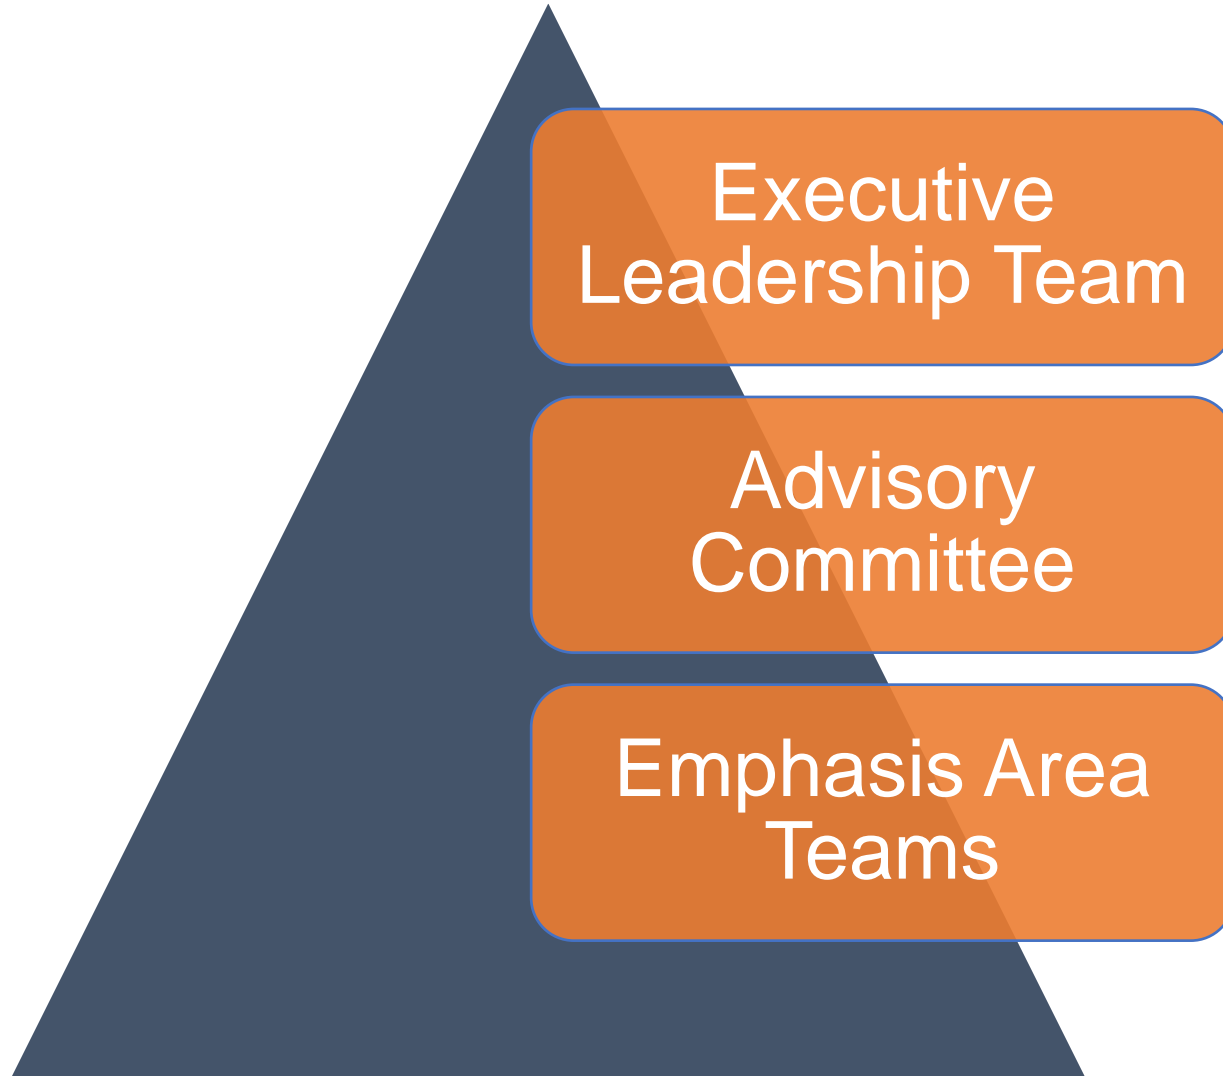 Executive
Leadership Team
Advisory
Committee
Emphasis Area
Teams